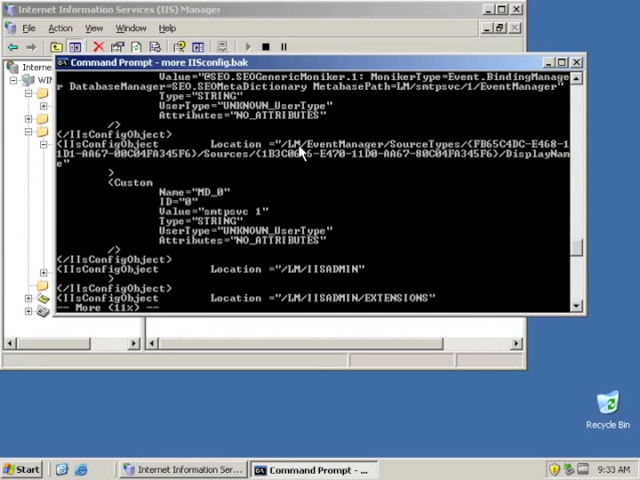 Internet Information Services (IIS) Manager
File Action View Window Help
Command Prompt - more IISconfig.bak
Interne
WIN
Value="@SEO.SEOGenericMoniker.1: MonikerType=Event.BindingManage
r DatabaseManager=SEO.SEOMetaDictionary MetabasePath=LM/smtpsvc/1/EventManager"
Type="STRING"
UserType="UNKNOWN_UserType"
Attributes="NO_ATTRIBUTES"
/>
</IIsConfigObject>
<IIsConfigObject Location ="/LM/EventManager/SourceTypes/{FB65C4DC-E468-1
1D1-AA67-00C04FA345F6}/Sources/{1B3C0666-E470-11D0-AA67-80C04FA345F6}/DisplayNam
e"
>
<Custom
Name="MD_0"
ID="0"
Value="smtpsvc 1"
Type="STRING"
UserType="UNKNOWN_UserType"
Attributes="NO_ATTRIBUTES"
/>
</IIsConfigObject>
<IIsConfigObject Location ="/LM/IISADMIN"
>
</IIsConfigObject>
<IIsConfigObject Location ="/LM/IISADMIN/EXTENSIONS"
-- More (11%) --
Recycle Bin
Start
Internet Information Ser...
Command Prompt - ...
9:33 AM